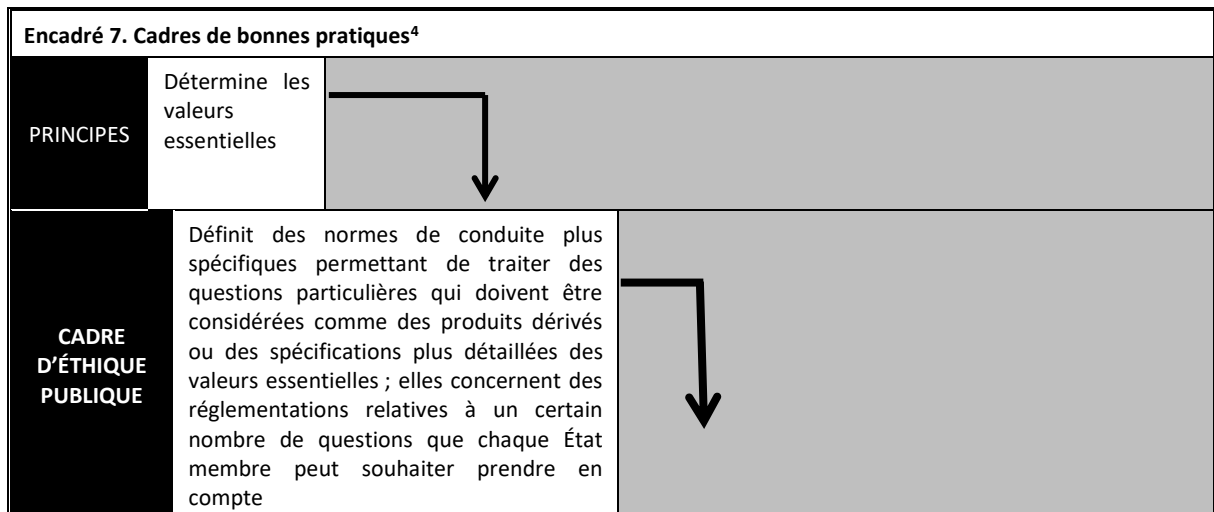 Encadré 7. Cadres de bonnes pratiques⁴
PRINCIPES
Détermine les
valeurs
essentielles
CADRE
D’ÉTHIQUE
PUBLIQUE
Définit des normes de conduite plus
spécifiques permettant de traiter des
questions particulières qui doivent être
considérées comme des produits dérivés
ou des spécifications plus détaillées des
valeurs essentielles ; elles concernent des
réglementations relatives à un certain
nombre de questions que chaque État
membre peut souhaiter prendre en
compte